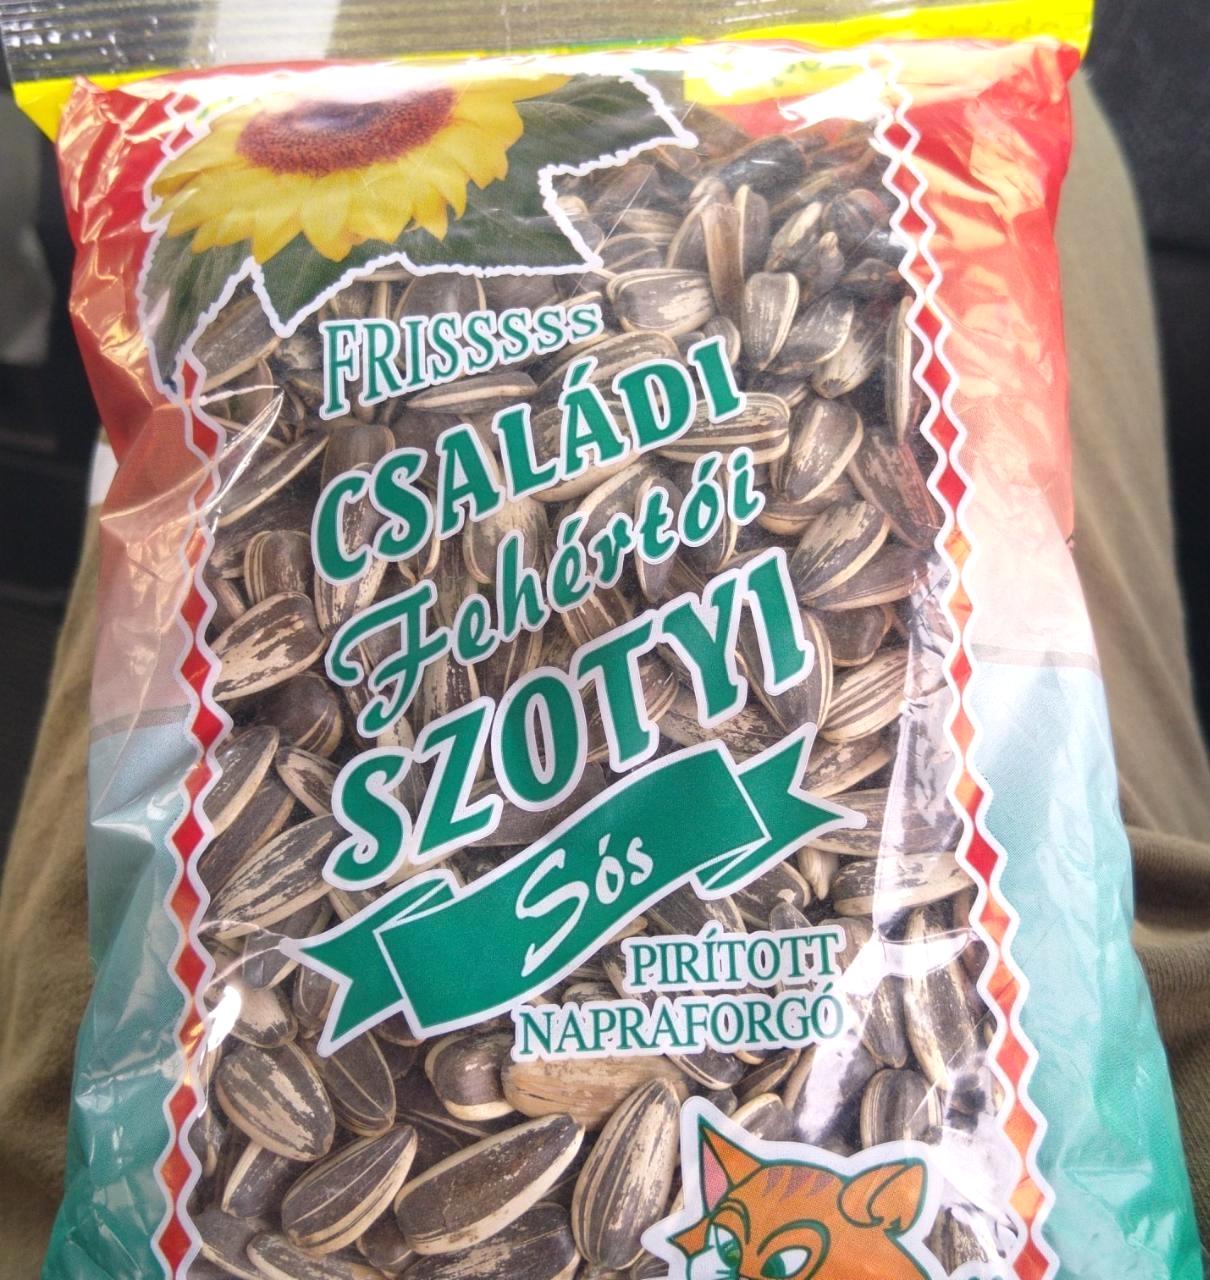 FRISSSSS
CSALÁDI
Fehértói
SZOTYI
Sós
PIRÍTOTT
NAPRAFORGÓ